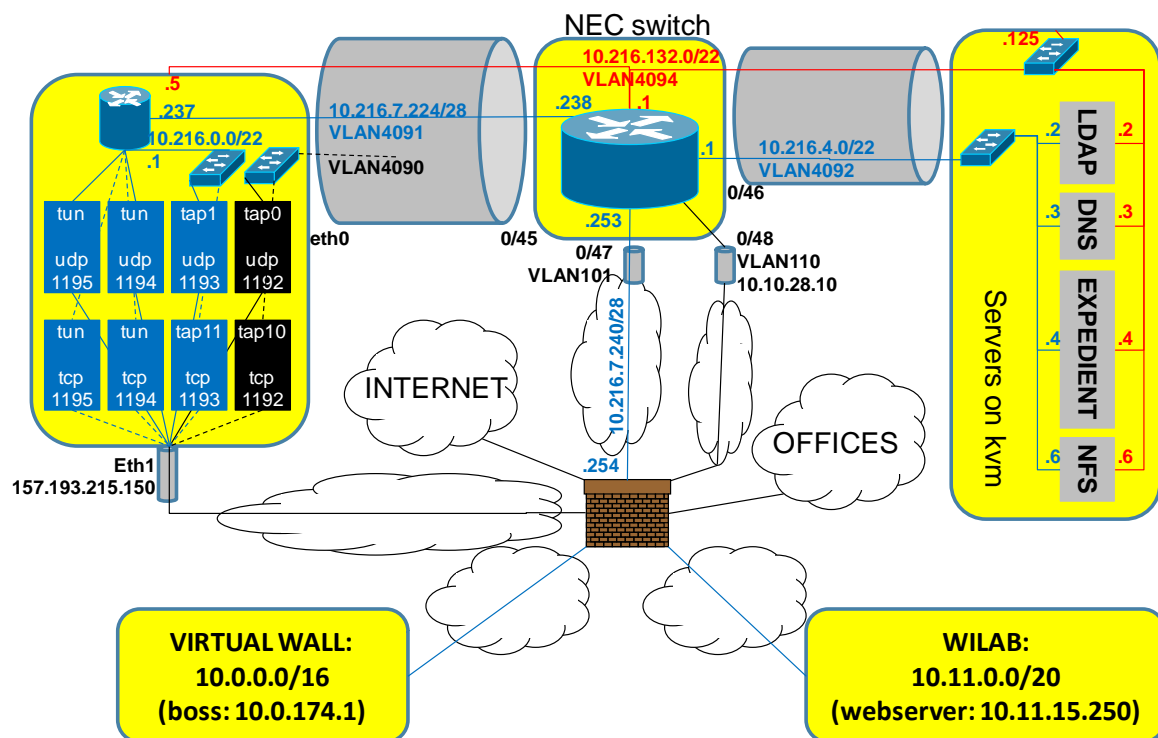 NEC switch
.5
.237
10.216.0.0/22
.1
10.216.7.224/28
VLAN4091
VLAN4090
tun
udp
1195
tun
udp
1194
tap1
udp
1193
tap0
udp
1192
tun
tcp
1195
tun
tcp
1194
tap11
tcp
1193
tap10
tcp
1192
eth0
0/45
Eth1
157.193.215.150
10.216.132.0/22
VLAN4094
.238
.1
.1
.253
10.216.4.0/22
VLAN4092
0/46
0/47
VLAN101
0/48
VLAN110
10.10.28.10
.125
.2
LDAP
.2
.3
DNS
.3
.4
EXPEDIENT
.4
.6
NFS
.6
Servers on kvm
INTERNET
10.216.7.240/28
.254
OFFICES
VIRTUAL WALL:
10.0.0.0/16
(boss: 10.0.174.1)
WILAB:
10.11.0.0/20
(webserver: 10.11.15.250)